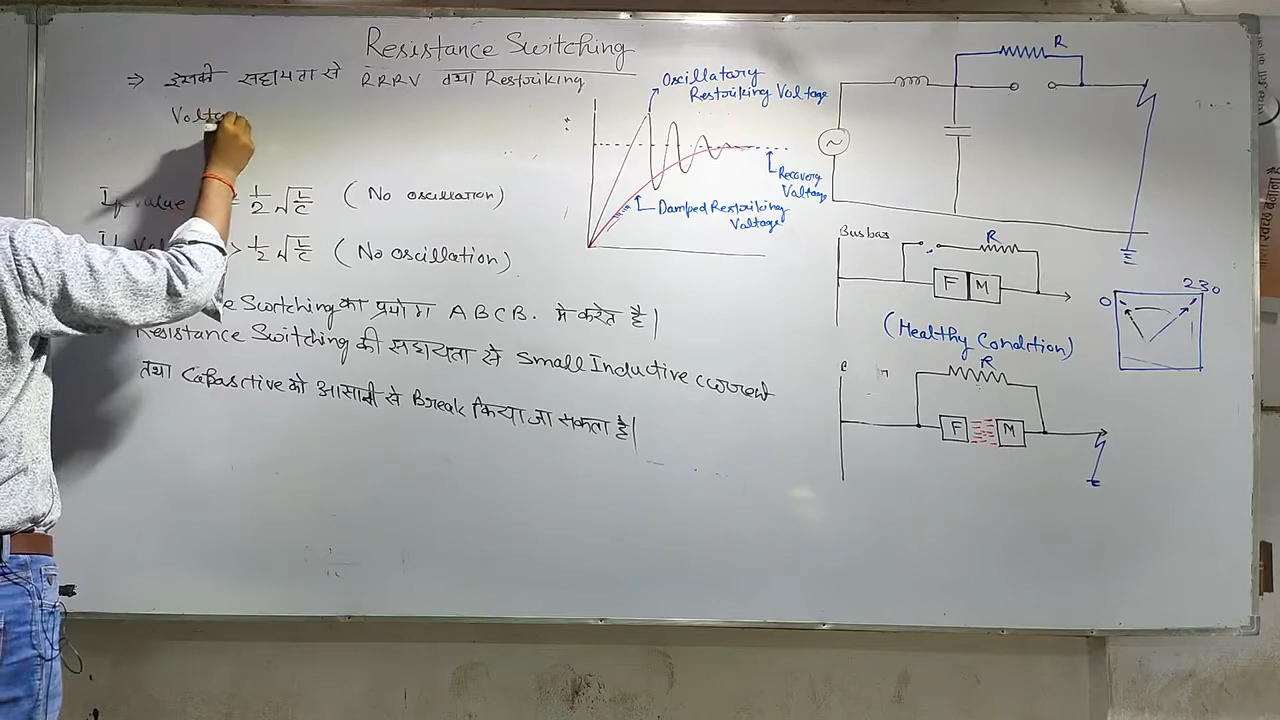 Resistance Switching
⇒ इसकी सहायता से RRRV तथा Restriking
Volta
If value = 1/2 √L/C (No oscillation)
> 1/2 √L/C (No oscillation)
Switching का प्रयोग ABCB. मे करते है|
Resistance Switching की सहायता से Small Inductive current
तथा Capacitive को आसानी से Break किया जा सकता है|
Oscillatory
Restriking Voltage
Recovery
Voltage
Damped Restriking
Voltage
R
~
Busbar
R
F M
(Healthy Condition)
0 230
R
F M